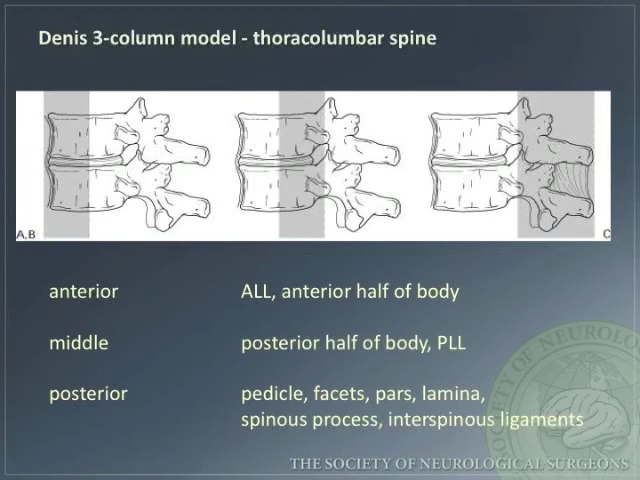 Denis 3-column model - thoracolumbar spine
A,B
C
anterior ALL, anterior half of body
middle posterior half of body, PLL
posterior pedicle, facets, pars, lamina,
spinous process, interspinous ligaments
THE SOCIETY OF NEUROLOGICAL SURGEONS